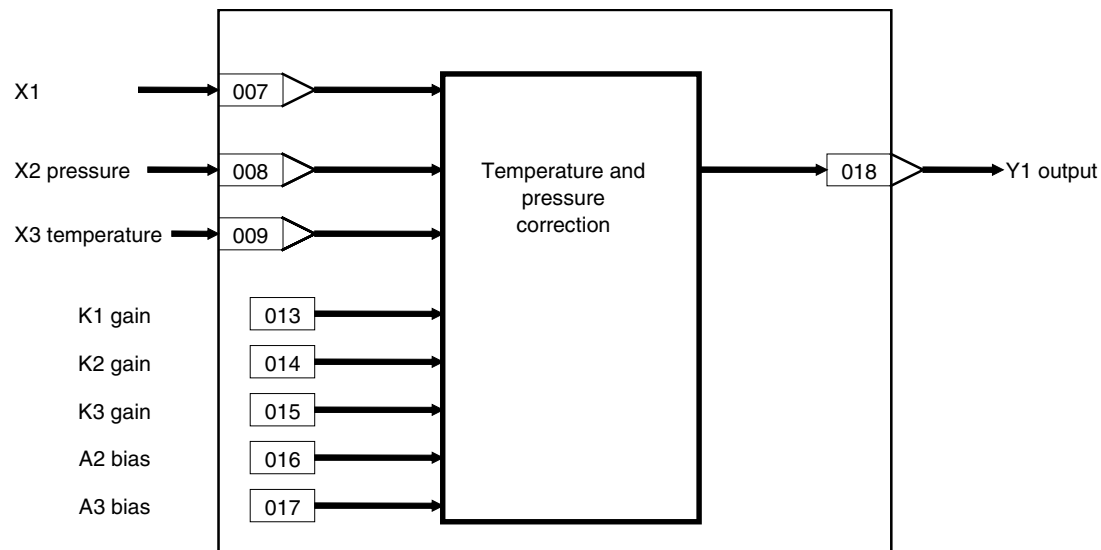 X1
007
X2 pressure
008
X3 temperature
009
Temperature and
pressure
correction
018
Y1 output
K1 gain
013
K2 gain
014
K3 gain
015
A2 bias
016
A3 bias
017